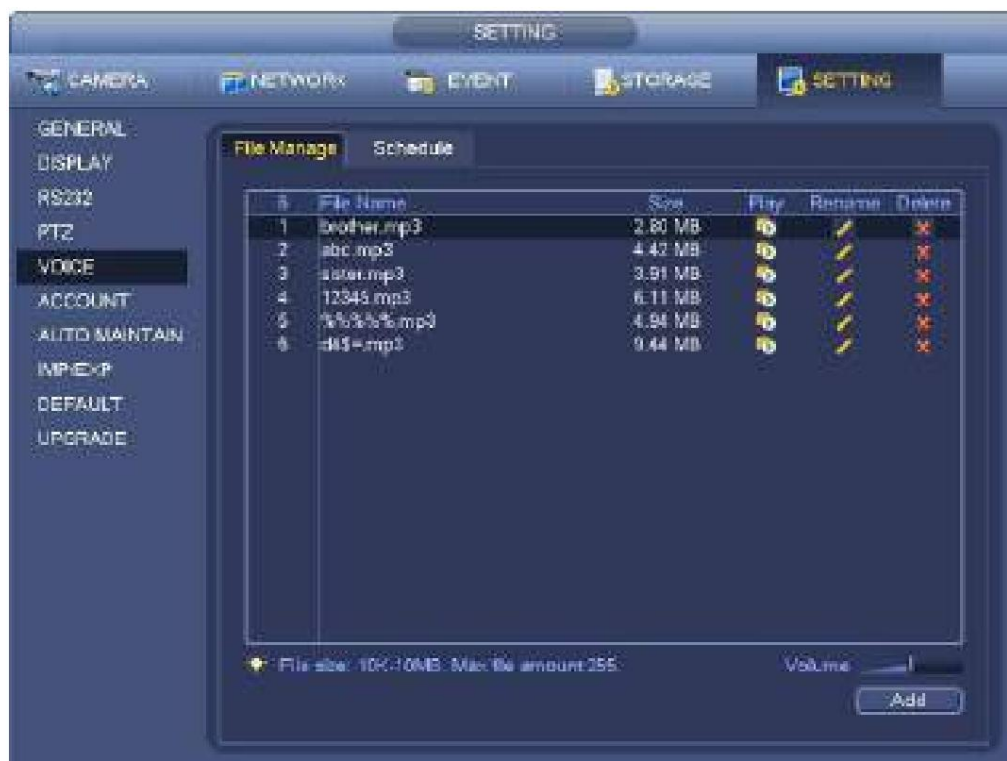 SETTING
CAMERA NETWORK EVENT STORAGE SETTING
GENERAL
DISPLAY
RS232
PTZ
VOICE
ACCOUNT
AUTO MAINTAIN
IMP/EXP
DEFAULT
UPGRADE
File Manage Schedule
6 File Name Size Play Rename Delete
1 brother.mp3 2.80 MB
2 abc.mp3 4.42 MB
3 sister.mp3 3.91 MB
4 6.11 MB
5 %%%%%.mp3 4.94 MB
6 9.44 MB
File size: 10K-10MB. Max file amount 255. Volume
Add